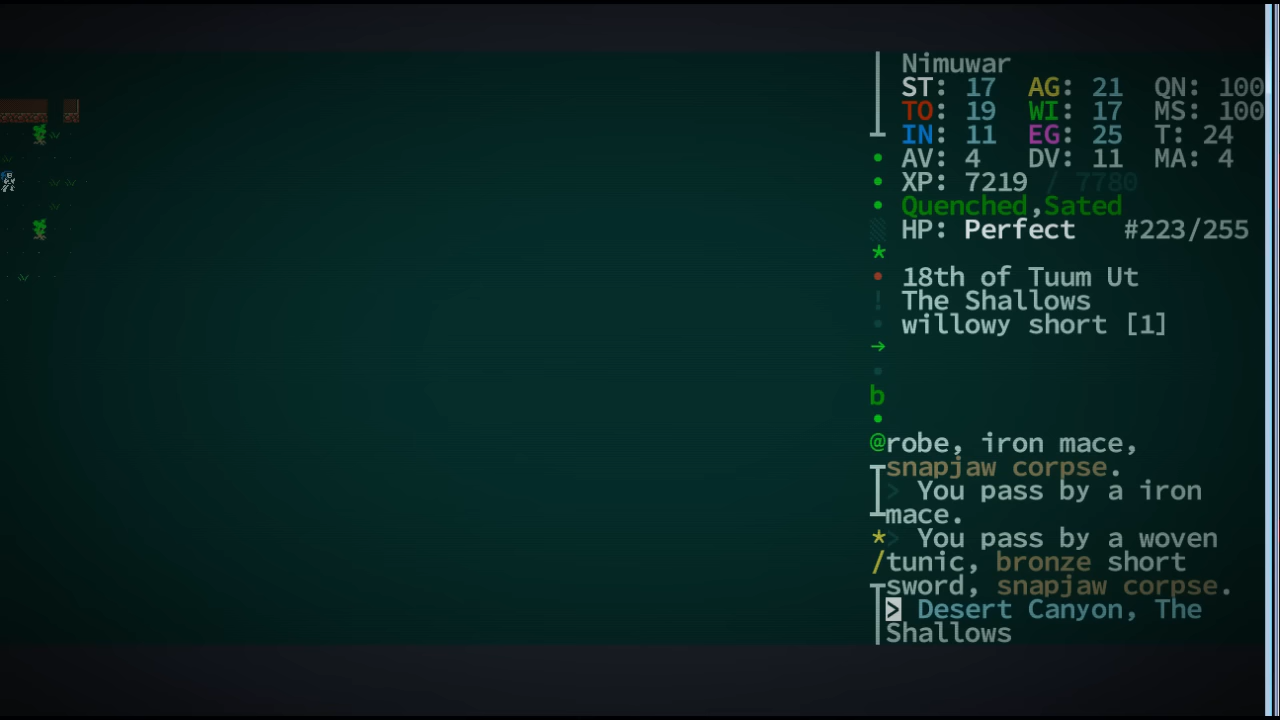 Nimuwar
ST: 17 AG: 21 QN: 100
TO: 19 WI: 17 MS: 100
IN: 11 EG: 25 T: 24
AV: 4 DV: 11 MA: 4
XP: 7219 / 7780
Quenched,Sated
HP: Perfect #223/255
*
18th of Tuum Ut
! The Shallows
willowy short [1]
→
b
@robe, iron mace,
snapjaw corpse.
> You pass by a iron
mace.
*> You pass by a woven
/tunic, bronze short
sword, snapjaw corpse.
> Desert Canyon, The
Shallows